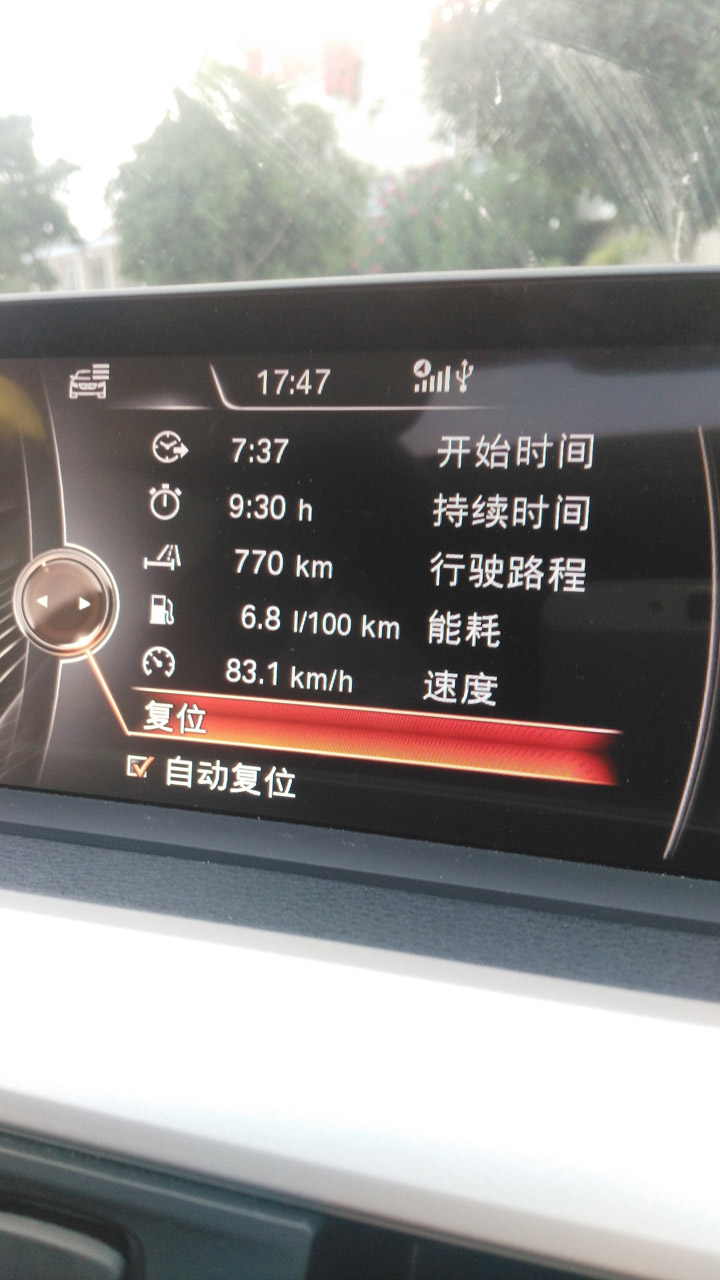 17:47
7:37 开始时间
9:30 h 持续时间
770 km 行驶路程
6.8 l/100 km 能耗
83.1 km/h 速度
复位
自动复位